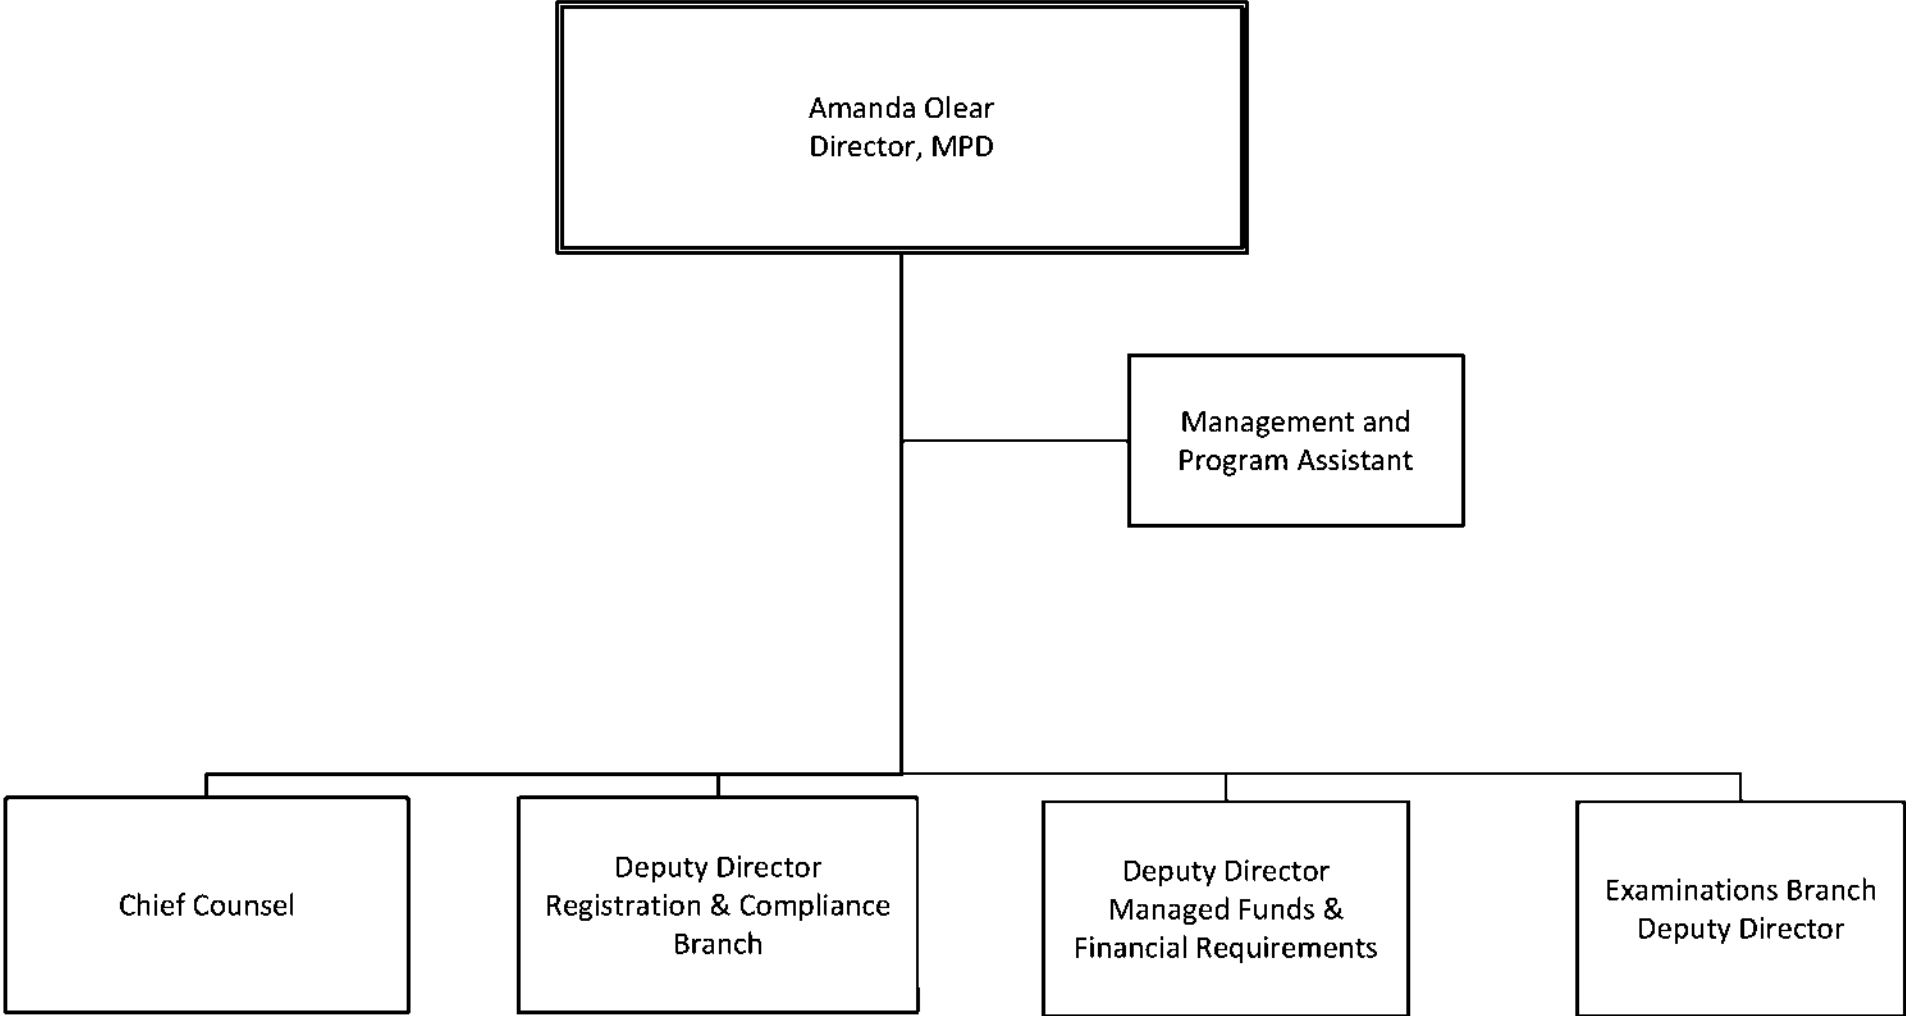 Amanda Olear
Director, MPD
Management and
Program Assistant
Chief Counsel
Deputy Director
Registration & Compliance
Branch
Deputy Director
Managed Funds &
Financial Requirements
Examinations Branch
Deputy Director